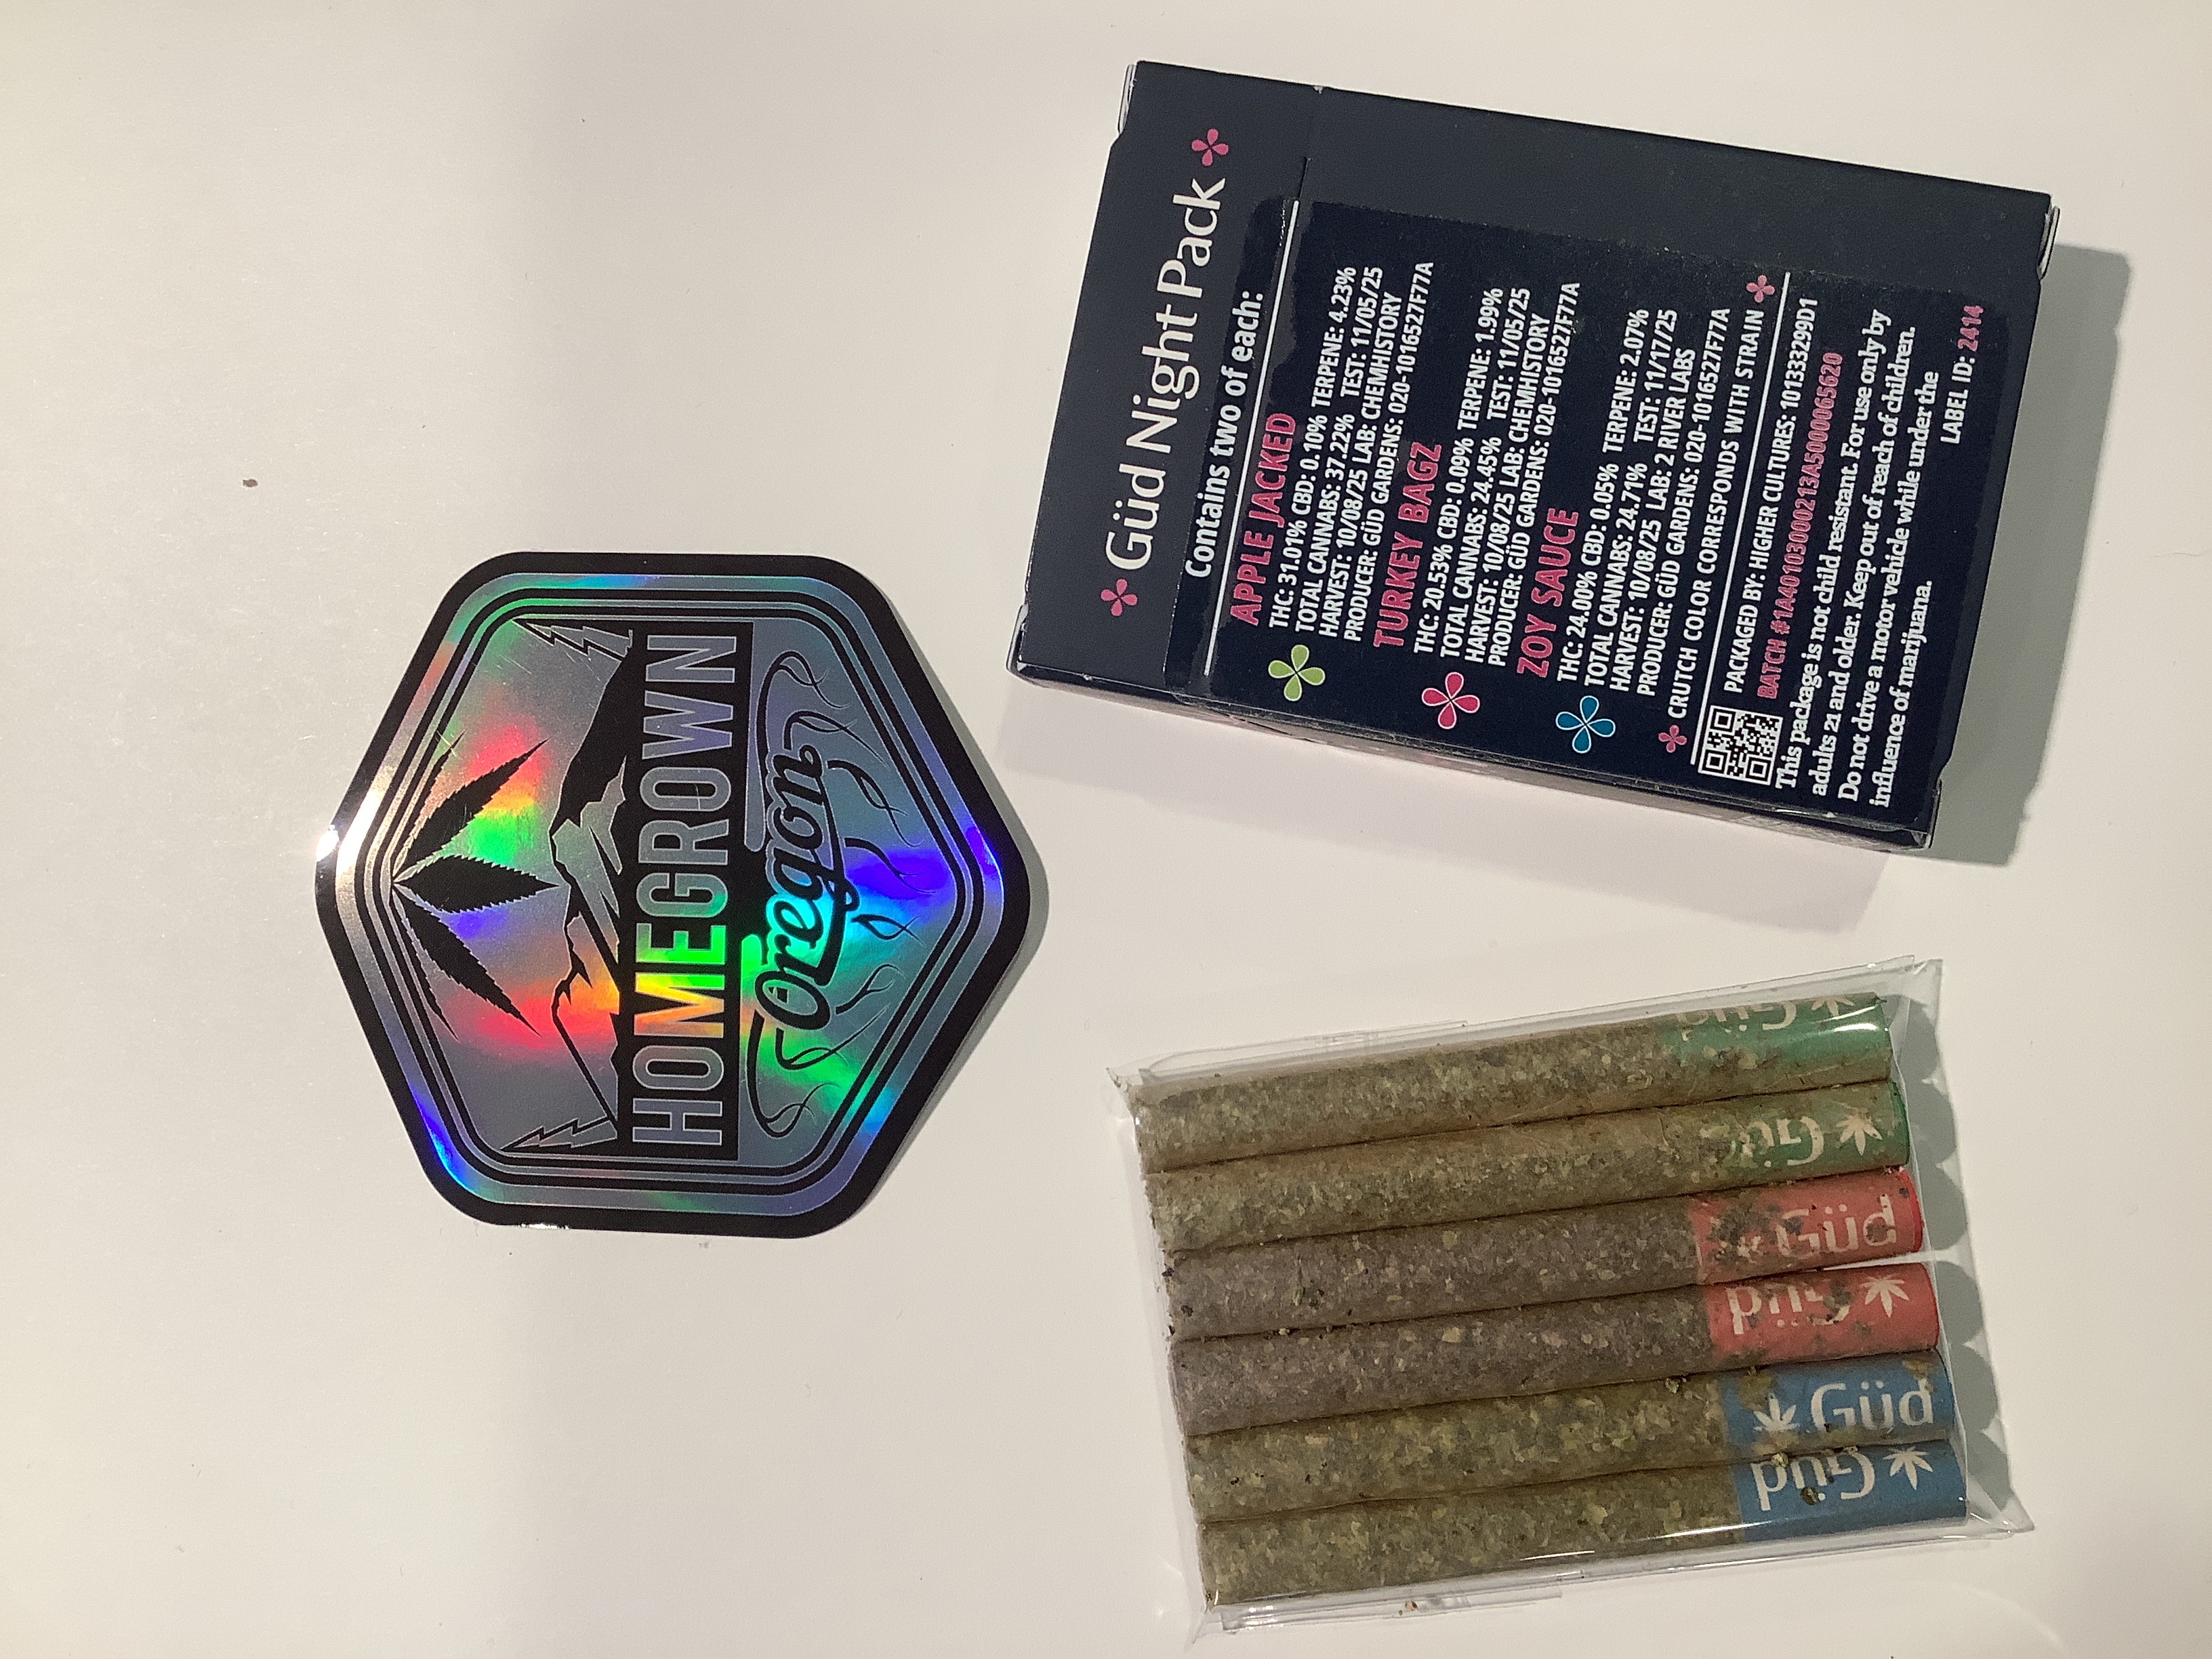 HOMEGROWN
Oregon
Güd Night Pack
Contains two of each:
APPLE JACKED
THC: 31.01% CBD: 0.10% TERPENE: 4.23%
TOTAL CANNABS: 37.22% TEST: 11/05/25
HARVEST: 10/08/25 LAB: CHEMHISTORY
PRODUCER: GÜD GARDENS: 020-1016527F77A
TURKEY BAGZ
THC: 20.53% CBD: 0.09% TERPENE: 1.99%
TOTAL CANNABS: 24.45% TEST: 11/05/25
HARVEST: 10/08/25 LAB: CHEMHISTORY
PRODUCER: GÜD GARDENS: 020-1016527F77A
ZOY SAUCE
THC: 24.00% CBD: 0.05% TERPENE: 2.07%
TOTAL CANNABS: 24.71% TEST: 11/17/25
HARVEST: 10/08/25 LAB: 2 RIVER LABS
PRODUCER: GÜD GARDENS: 020-1016527F77A
CRUTCH COLOR CORRESPONDS WITH STRAIN
PACKAGED BY: HIGHER CULTURES: 101333299D1
BATCH #1A40103000213A5000065620
This package is not child resistant. For use only by
adults 21 and older. Keep out of reach of children.
Do not drive a motor vehicle while under the
influence of marijuana.
LABEL ID: 2414
Güd
Güd
Güd
Güd
Güd
Güd